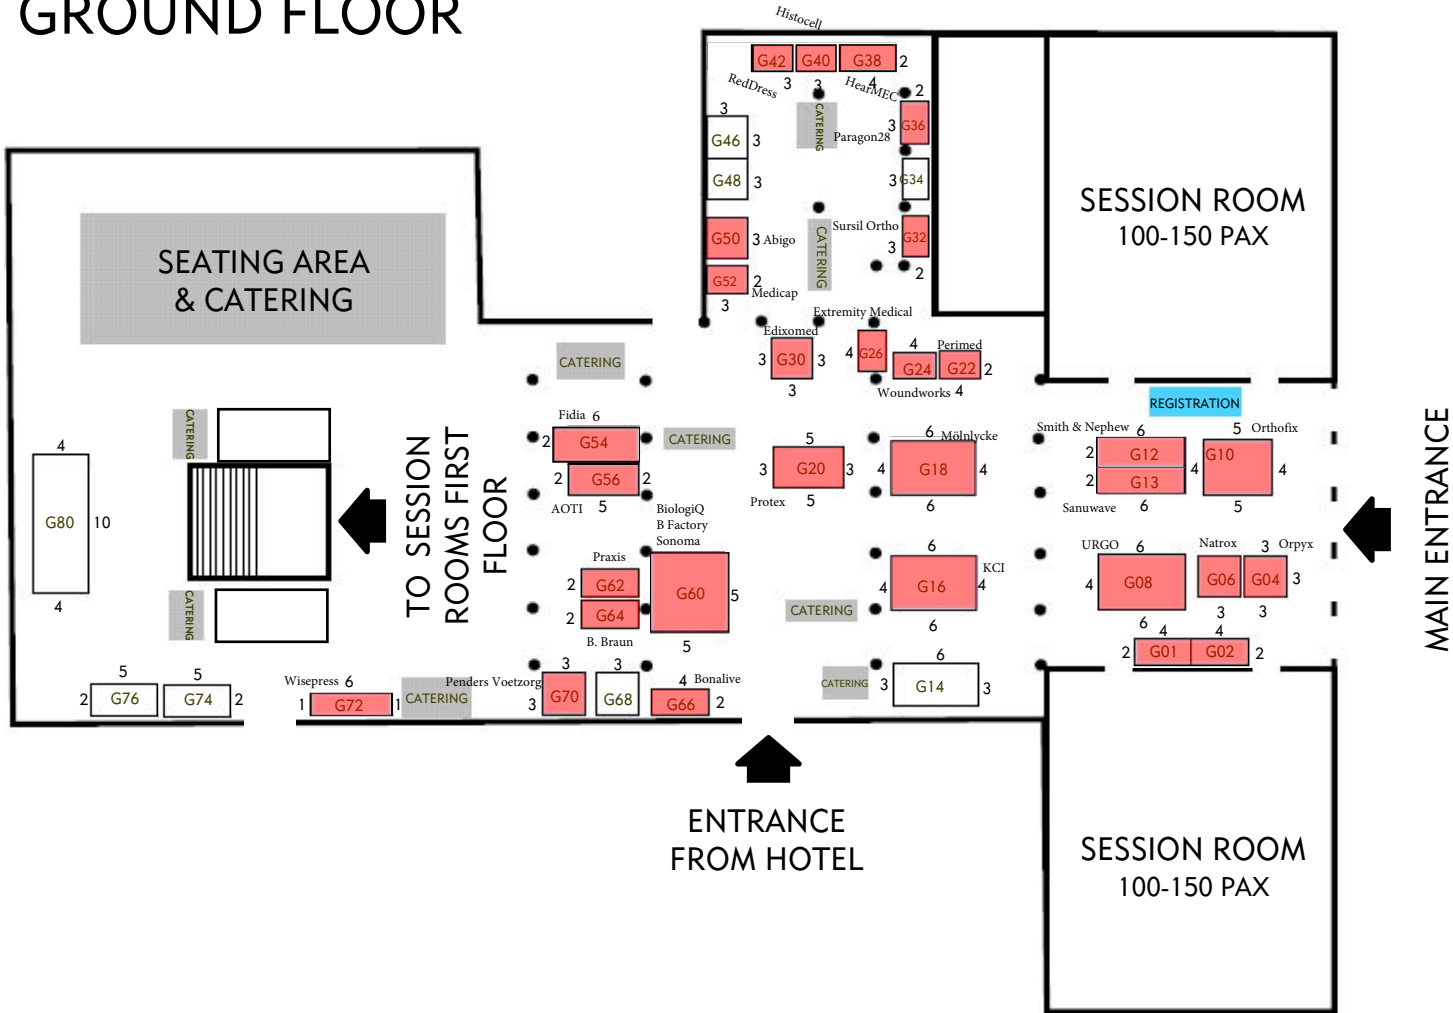 GROUND FLOOR
Histocell
G42
G40
G38
2
3
3
4
RedDress
HearMEC
2
CATERING
3
G36
Paragon28
3
G46
3
G48
3
3
G34
SESSION ROOM
100-150 PAX
G50
3
Abigo
CATERING
Sursil Ortho
G32
3
2
G52
2
Medicap
3
SEATING AREA
& CATERING
Extremity Medical
Edixomed
3
G30
3
3
4
G26
4
G24
Perimed
G22
2
Woundworks
4
CATERING
REGISTRATION
MAIN ENTRANCE
Fidia
6
2
G54
CATERING
2
G56
2
AOTI
5
5
3
G20
3
Protex
5
6
Mölnlycke
4
G18
4
6
Smith & Nephew
6
2
G12
2
G13
4
Sanuwave
6
5
Orthofix
G10
4
5
CATERING
4
G80
10
4
CATERING
TO SESSION
ROOMS FIRST
FLOOR
BiologiQ
B Factory
Sonoma
Praxis
2
G62
2
G64
B. Braun
G60
5
5
6
KCI
4
G16
4
6
CATERING
URGO
6
4
G08
6
Natrox
G06
3
3
Orpyx
G04
3
3
4
4
2
G01
G02
2
5
5
2
G76
G74
2
Wisepress
6
1
G72
1
CATERING
Penders Voetzorg
3
G70
3
3
G68
4
Bonalive
G66
2
CATERING
6
3
G14
3
ENTRANCE
FROM HOTEL
SESSION ROOM
100-150 PAX